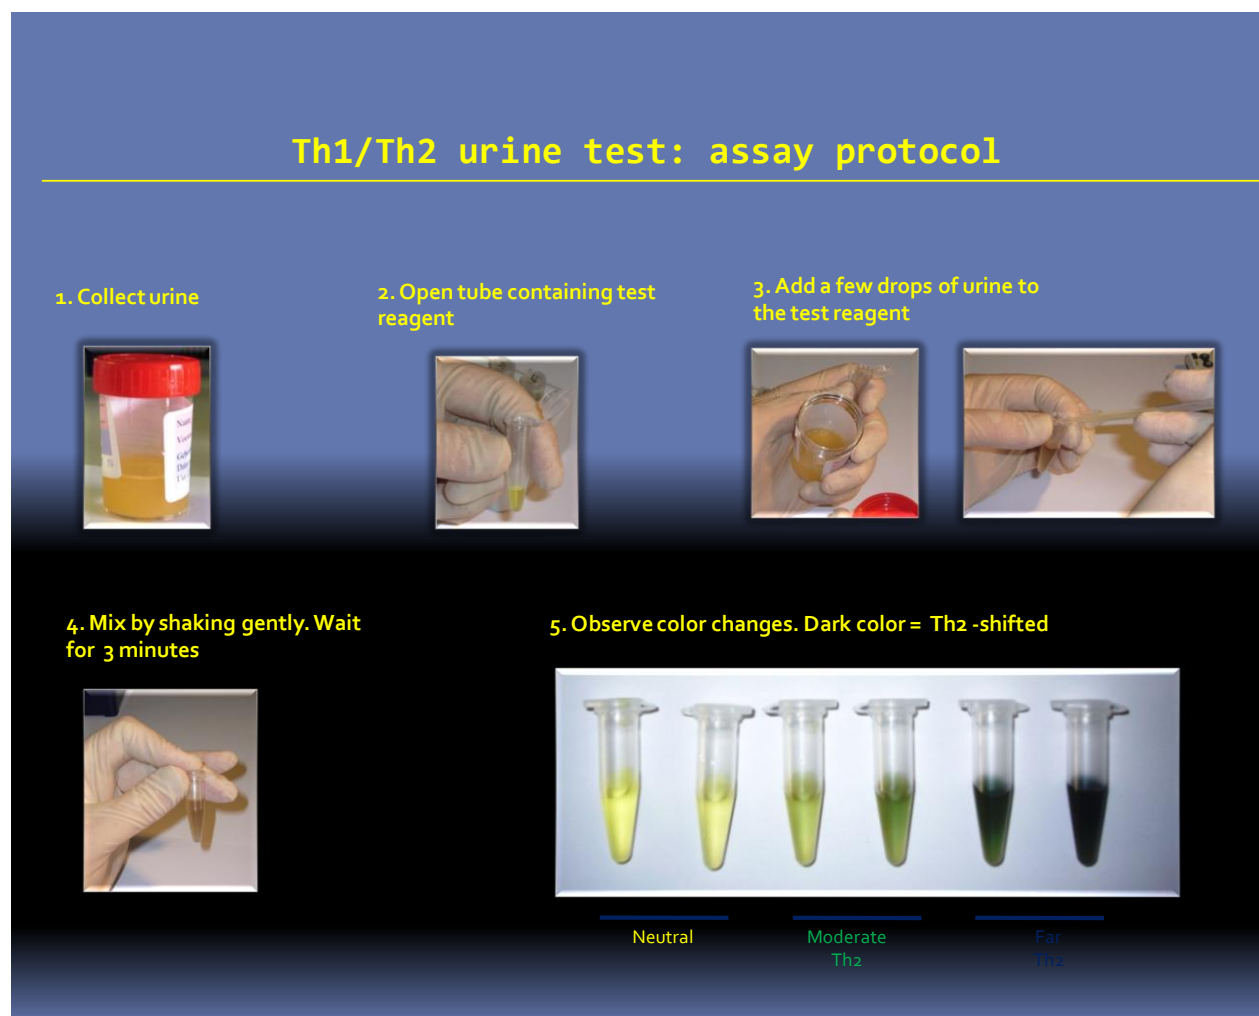 Th1/Th2 urine test: assay protocol
1. Collect urine
2. Open tube containing test
reagent
3. Add a few drops of urine to
the test reagent
4. Mix by shaking gently. Wait
for 3 minutes
5. Observe color changes. Dark color = Th2 -shifted
Neutral
Moderate
Th2
Far
Th2